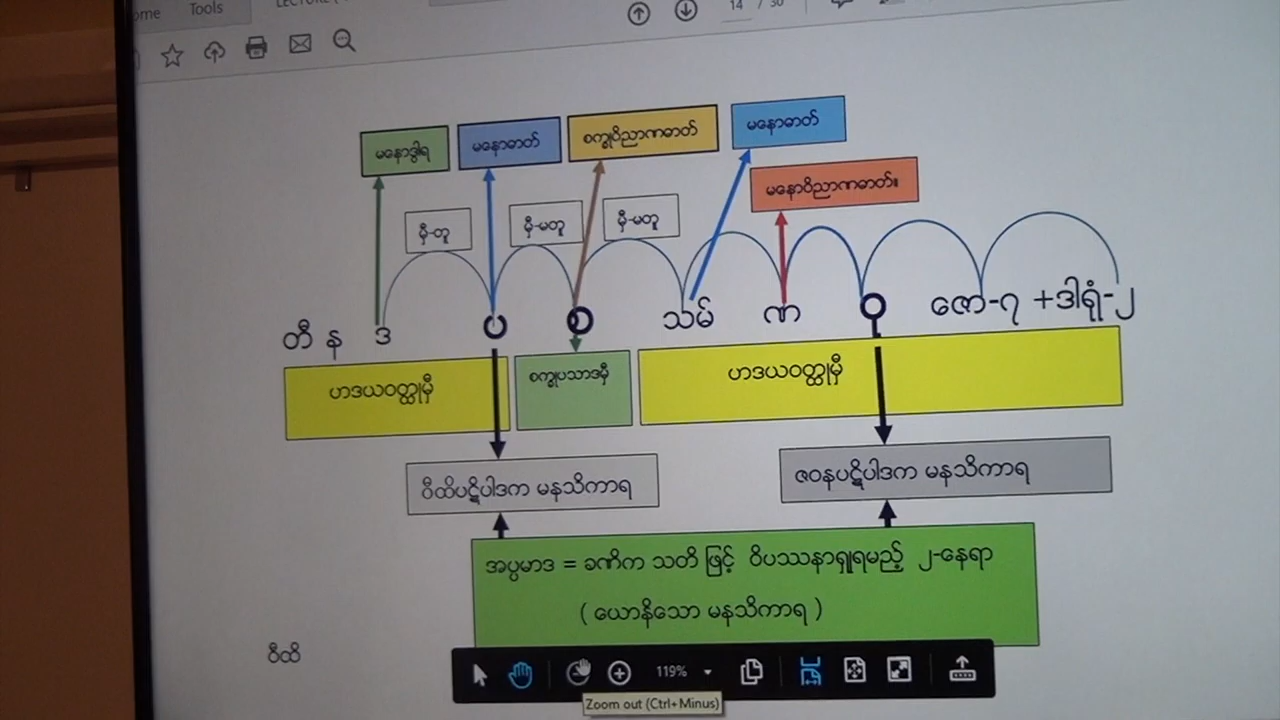 ome
Tools
LECTURE
14 / 30
မနောဒွါရ
မနောဓာတ်
စက္ခုဝိညာဏဓာတ်
မနောဓာတ်
မနောဝိညာဏဓာတ်။
မှီ-တူ
မှီ-မတူ
မှီ-မတူ
တီ န ဒ ပ စ သမ် ဏ ဝု ဇော-၇ +ဒါရုံ-၂
ဟဒယဝတ္ထုမှီ
စက္ခုပသာဒမှီ
ဟဒယဝတ္ထုမှီ
ဝီထိပဋိပါဒက မနသိကာရ
ဇဝနပဋိပါဒက မနသိကာရ
အပ္ပမာဒ = ခဏိက သတိ ဖြင့် ဝိပဿနာရှုရမည့် ၂-နေရာ
( ယောနိသော မနသိကာရ )
ဝီထိ
119%
Zoom out (Ctrl+Minus)